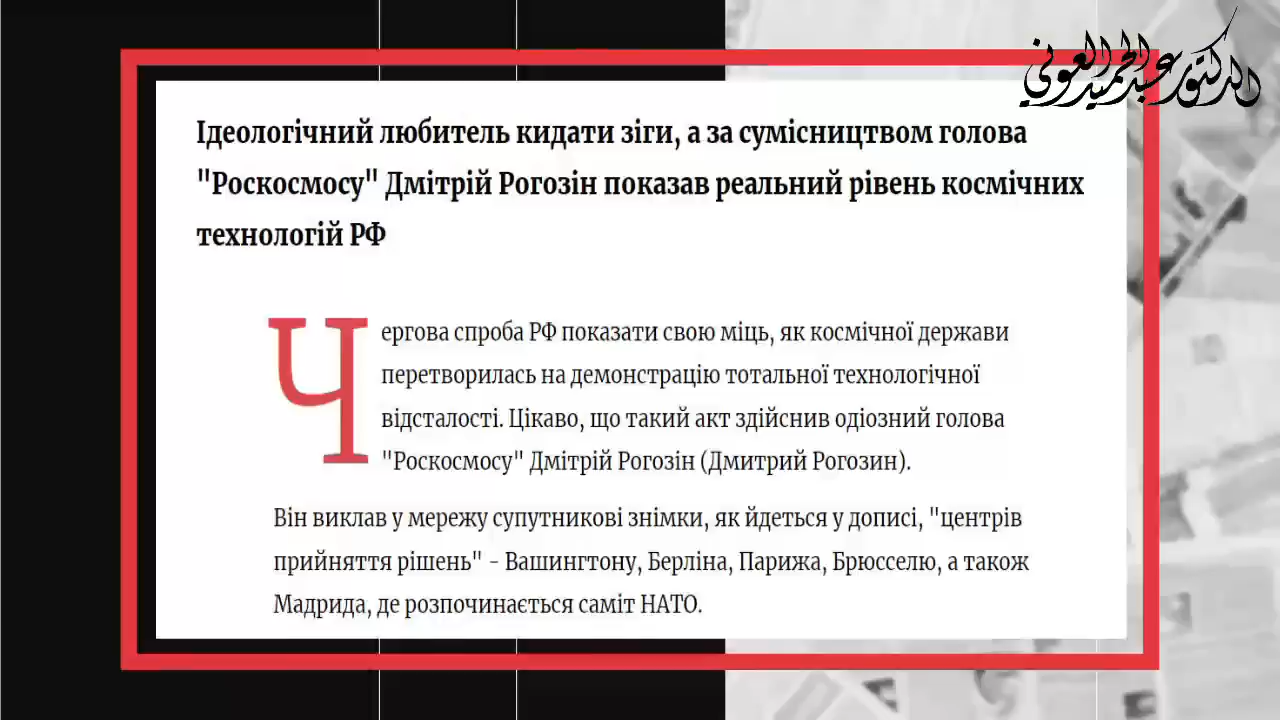 الدكتور عبدالحميد العوني
Ідеологічний любитель кидати зіги, а за сумісництвом голова
"Роскосмосу" Дмітрій Рогозін показав реальний рівень космічних
технологій РФ
Чергова спроба РФ показати свою міць, як космічної держави
перетворилась на демонстрацію тотальної технологічної
відсталості. Цікаво, що такий акт здійснив одіозний голова
"Роскосмосу" Дмітрій Рогозін (Дмитрий Рогозин).
Він виклав у мережу супутникові знімки, як йдеться у дописі, "центрів
прийняття рішень" - Вашингтону, Берліна, Парижа, Брюсселю, а також
Мадрида, де розпочинається саміт НАТО.